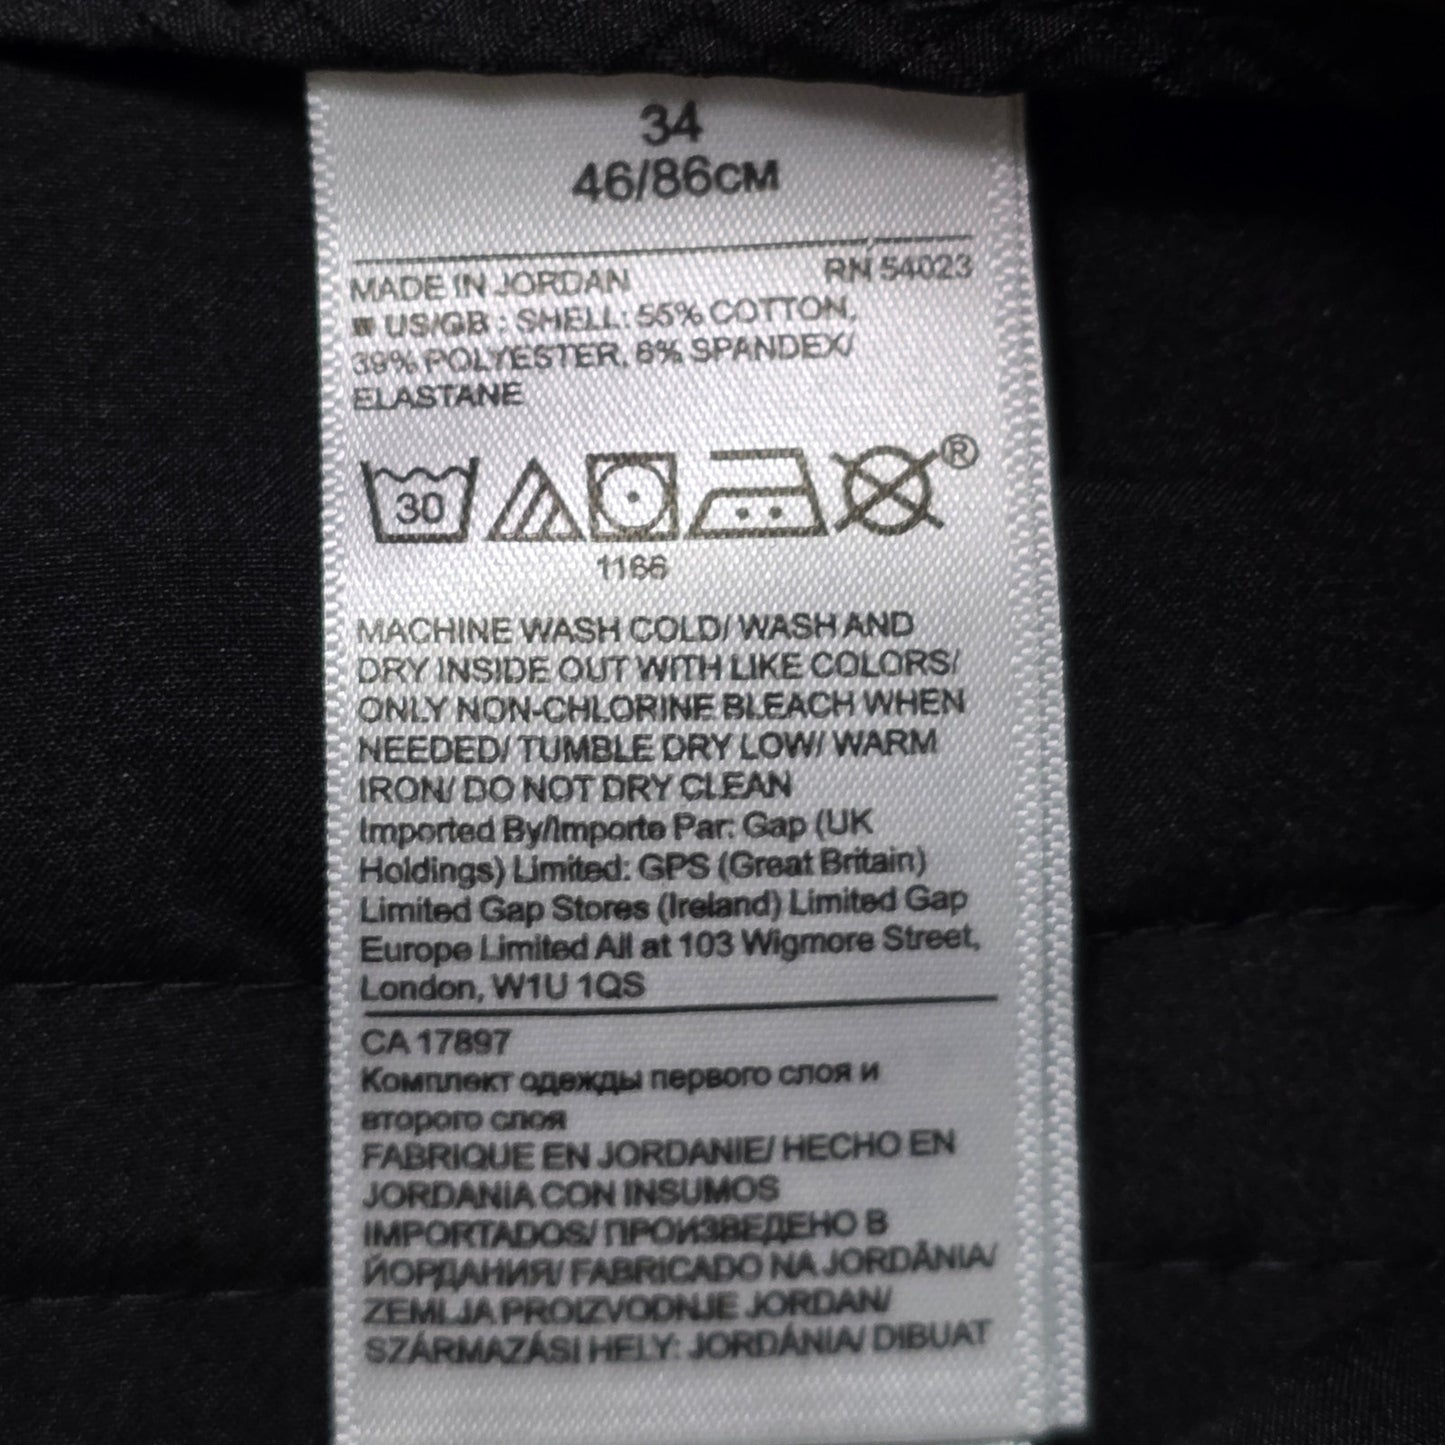 34
46/86CM
MADE IN JORDAN RN 54023
US/GB : SHELL: 55% COTTON,
39% POLYESTER, 6% SPANDEX/
ELASTANE
30
®
1166
MACHINE WASH COLD/ WASH AND
DRY INSIDE OUT WITH LIKE COLORS/
ONLY NON-CHLORINE BLEACH WHEN
NEEDED/ TUMBLE DRY LOW/ WARM
IRON/ DO NOT DRY CLEAN
Imported By/Importe Par: Gap (UK
Holdings) Limited: GPS (Great Britain)
Limited Gap Stores (Ireland) Limited Gap
Europe Limited All at 103 Wigmore Street,
London, W1U 1QS
CA 17897
Комплект одежды первого слоя и
второго слоя
FABRIQUE EN JORDANIE/ HECHO EN
JORDANIA CON INSUMOS
IMPORTADOS/ ПРОИЗВЕДЕНО В
ЙОРДАНИЯ/ FABRICADO NA JORDÂNIA/
ZEMLJA PROIZVODNJE JORDAN/
SZÁRMAZÁSI HELY: JORDÁNIA/ DIBUAT